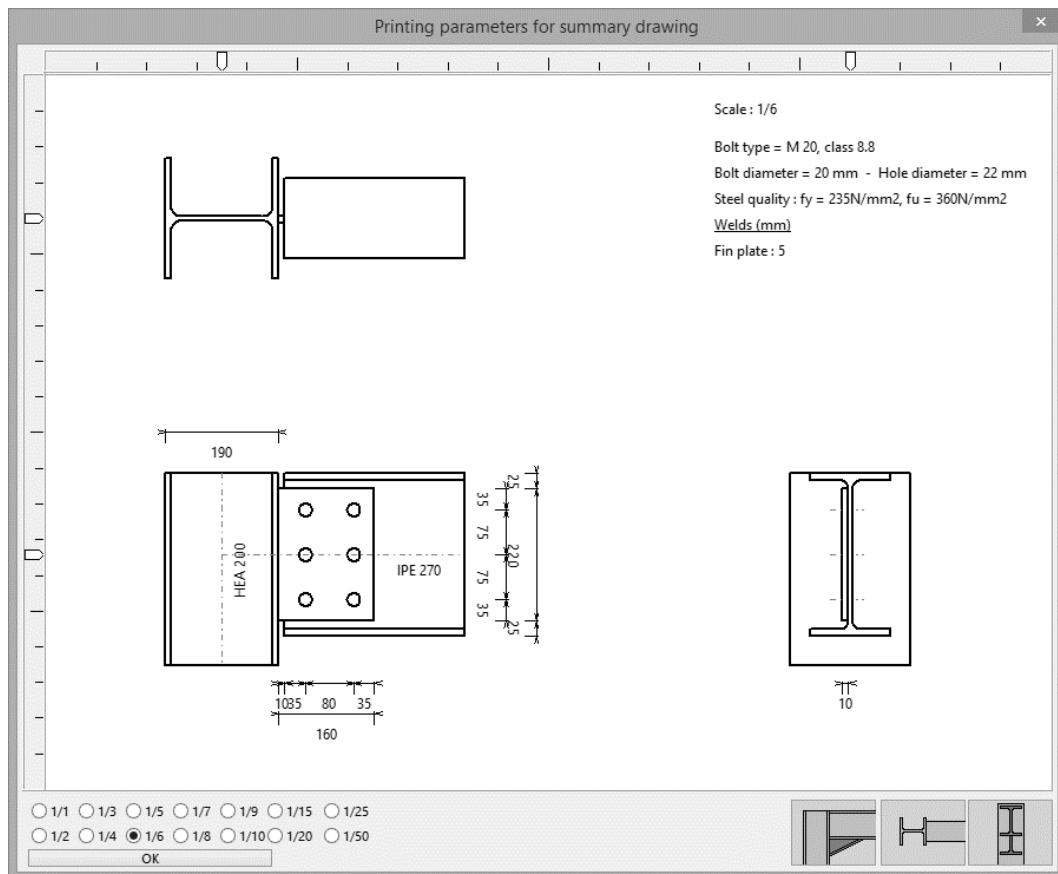 Printing parameters for summary drawing
Scale : 1/6
Bolt type = M 20, class 8.8
Bolt diameter = 20 mm - Hole diameter = 22 mm
Steel quality : fy = 235N/mm2, fu = 360N/mm2
Welds (mm)
Fin plate : 5
190
HEA 200
IPE 270
35
75
75
35
25
220
25
10
35
80
35
160
10
1/1
1/3
1/5
1/7
1/9
1/15
1/25
1/2
1/4
1/6
1/8
1/10
1/20
1/50
OK